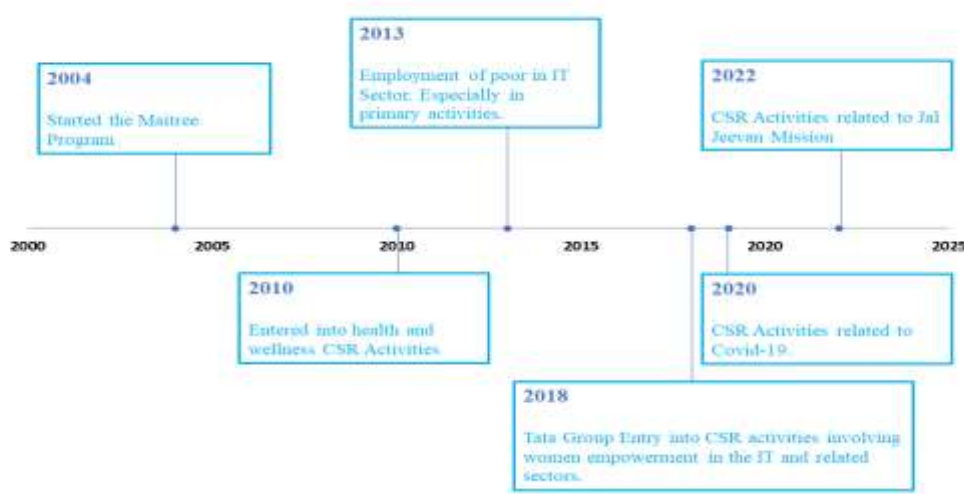 2013
Employment of poor in IT
Sector. Especially in
primary activities.
2004
Started the Maitree
Program
2022
CSR Activities related to Jal
Jeevan Mission
2000
2005
2010
2015
2020
2025
2010
Entered into health and
wellness CSR Activities
2020
CSR Activities related to
Covid-19.
2018
Tata Group Entry into CSR activities involving
women empowerment in the IT and related
sectors.